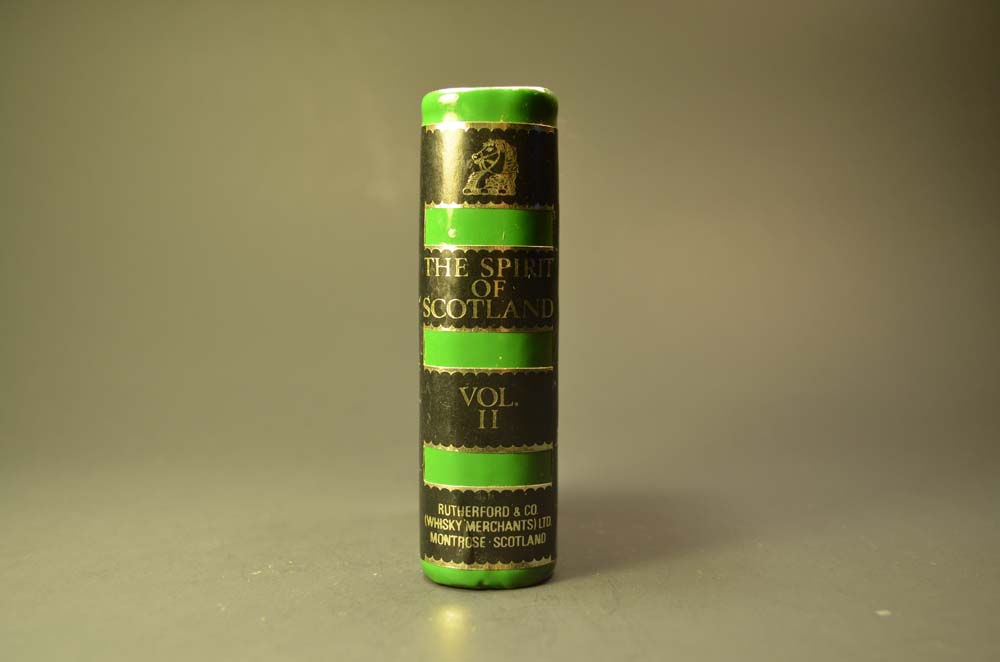 THE SPIRIT
OF
SCOTLAND
VOL.
II
RUTHERFORD & CO.
(WHISKY MERCHANTS) LTD.
MONTROSE · SCOTLAND